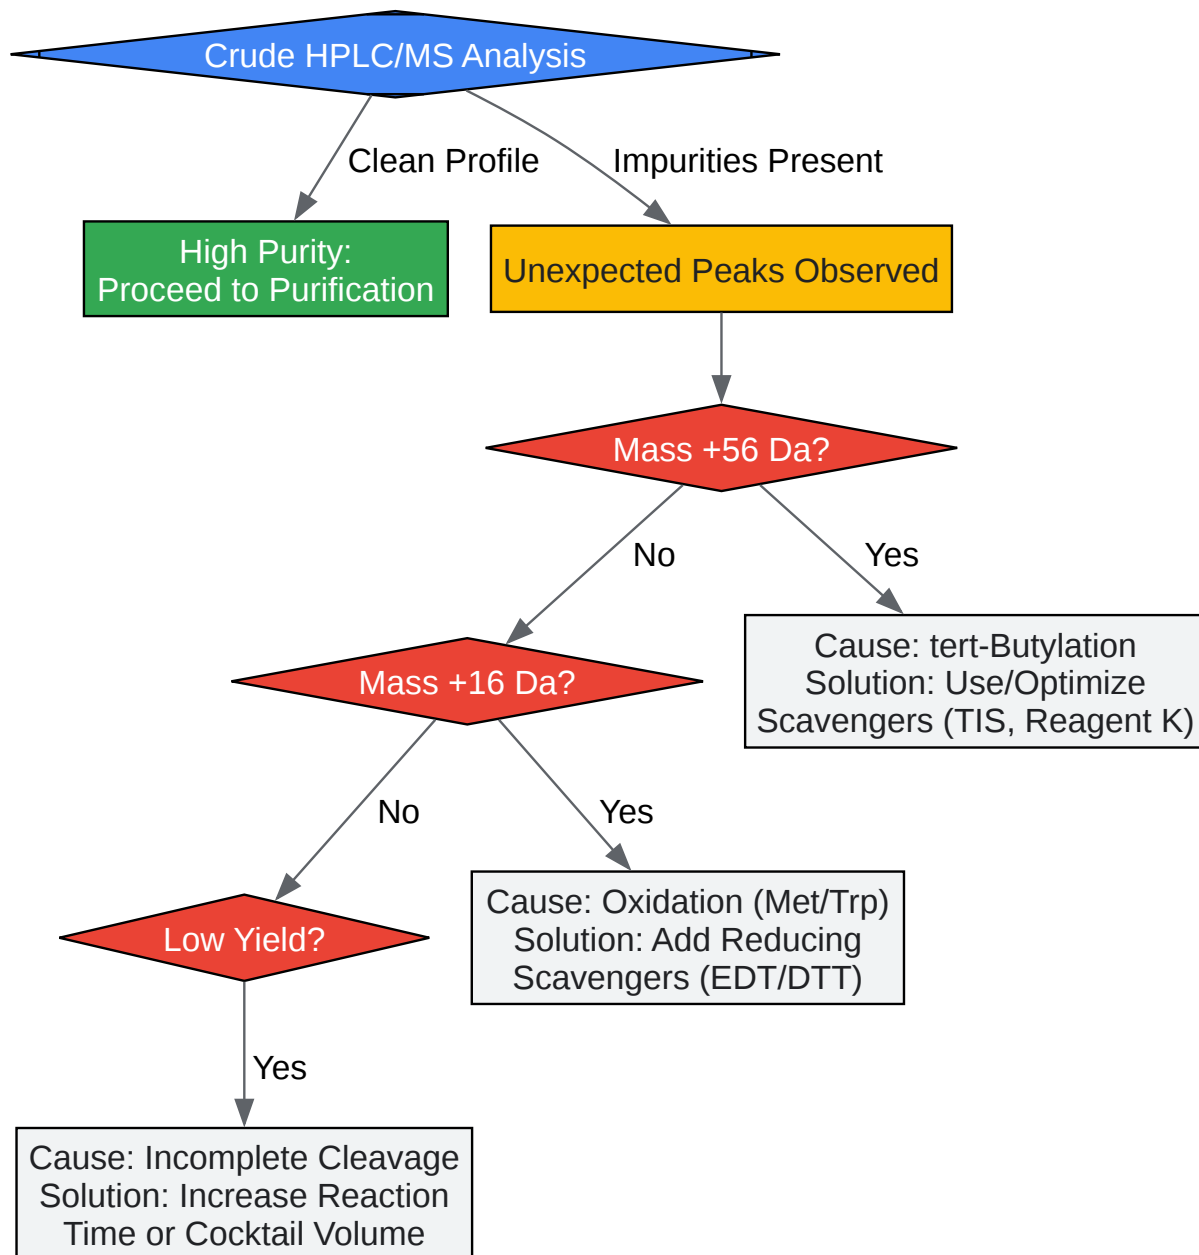 Crude HPLC/MS Analysis
Clean Profile
Impurities Present
High Purity:
Proceed to Purification
Unexpected Peaks Observed
Mass +56 Da?
No
Yes
Cause: tert-Butylation
Solution: Use/Optimize
Scavengers (TIS, Reagent K)
Mass +16 Da?
No
Yes
Cause: Oxidation (Met/Trp)
Solution: Add Reducing
Scavengers (EDT/DTT)
Low Yield?
Yes
Cause: Incomplete Cleavage
Solution: Increase Reaction
Time or Cocktail Volume